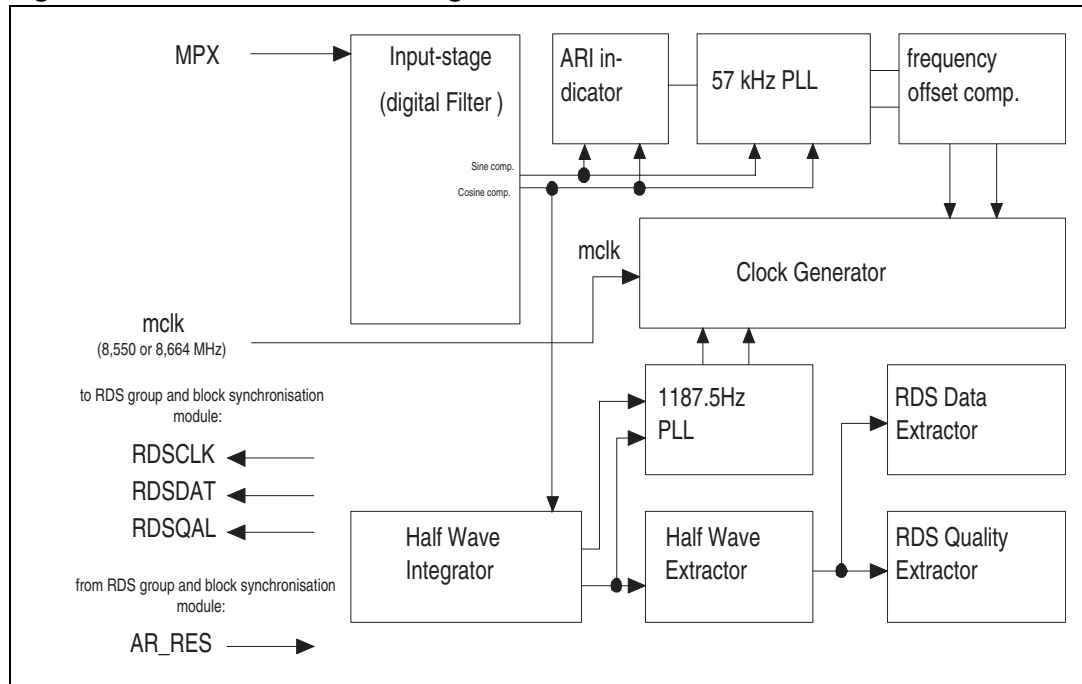 MPX
Input-stage
(digital Filter )
Sine comp.
Cosine comp.
ARI in-
dicator
57 kHz PLL
frequency
offset comp.
mclk
Clock Generator
mclk
(8,550 or 8,664 MHz)
to RDS group and block synchronisation
module:
RDSCLK
RDSDAT
RDSQAL
from RDS group and block synchronisation
module:
AR_RES
1187.5Hz
PLL
RDS Data
Extractor
Half Wave
Integrator
Half Wave
Extractor
RDS Quality
Extractor